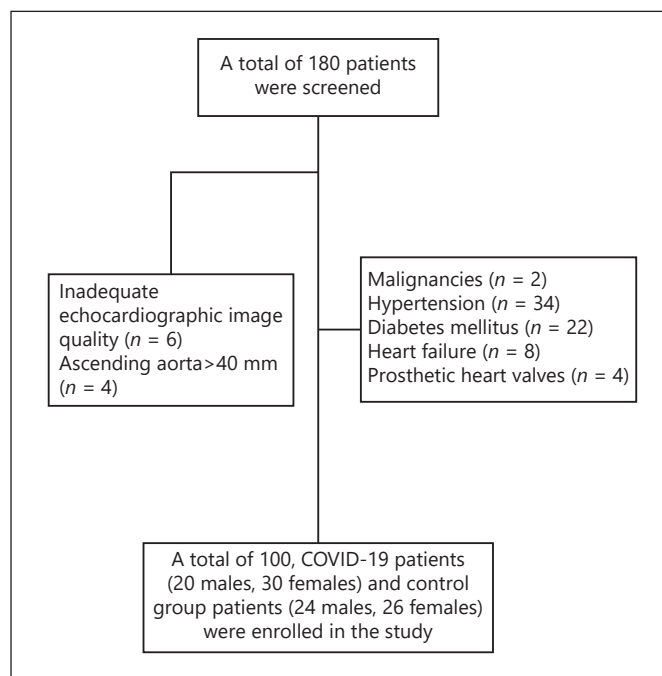 A total of 180 patients
were screened
Inadequate
echocardiographic image
quality (n = 6)
Ascending aorta>40 mm
(n = 4)
Malignancies (n = 2)
Hypertension (n = 34)
Diabetes mellitus (n = 22)
Heart failure (n = 8)
Prosthetic heart valves (n = 4)
A total of 100, COVID-19 patients
(20 males, 30 females) and control
group patients (24 males, 26 females)
were enrolled in the study